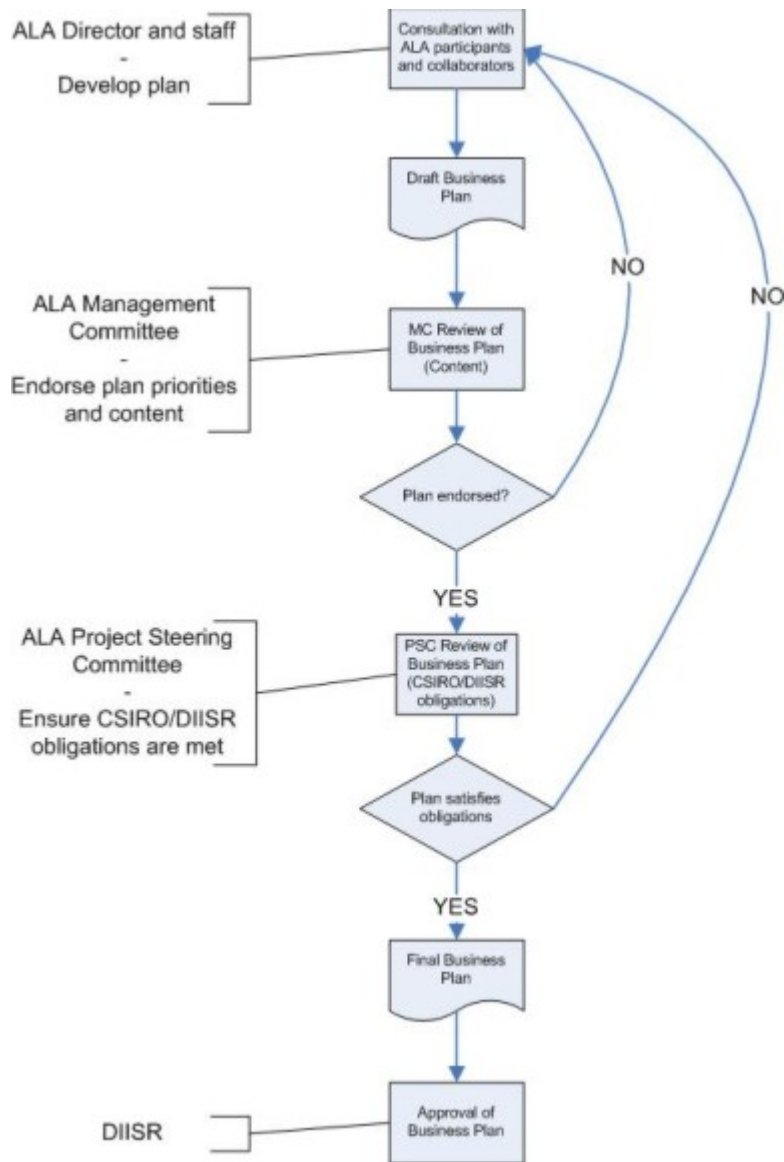 ALA Director and staff
-
Develop plan
Consultation with
ALA participants
and collaborators
Draft Business
Plan
NO
NO
ALA Management
Committee
-
Endorse plan priorities
and content
MC Review of
Business Plan
(Content)
Plan endorsed?
YES
ALA Project Steering
Committee
-
Ensure CSIRO/DIISR
obligations are met
PSC Review of
Business Plan
(CSIRO/DIISR
obligations)
Plan satisfies
obligations
YES
Final Business
Plan
DIISR
Approval of
Business Plan